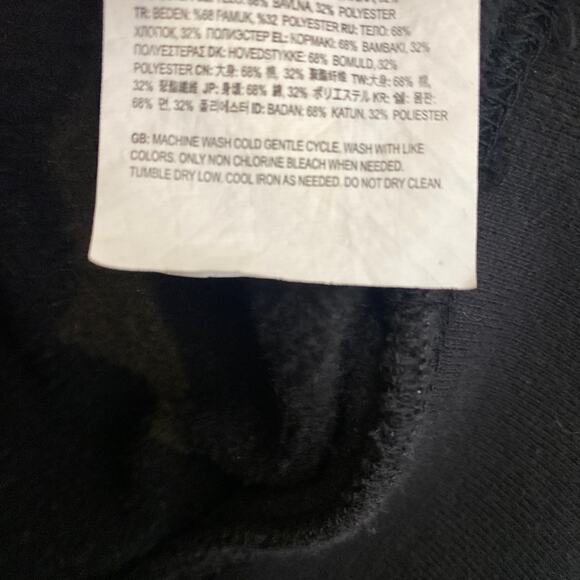 68% BAVLNA, 32% POLYESTER
TR: BEDEN: %68 PAMUK, %32 POLYESTER RU: ТЕЛО: 68%
ХЛОПОК, 32% ПОЛИЭСТЕР EL: ΚΟΡΜΑΚΙ: 68% ΒΑΜΒΑΚΙ, 32%
ΠΟΛΥΕΣΤΕΡΑΣ DK: HOVEDSTYKKE: 68% BOMULD, 32%
POLYESTER CN: 大身: 68% 棉, 32% 聚酯纤维 TW: 大身: 68% 棉,
32% 聚酯纖維 JP: 身頃: 68% 綿, 32% ポリエステル KR: 쉘: 몸판:
68% 면, 32% 폴리에스터 ID: BADAN: 68% KATUN, 32% POLIESTER
GB: MACHINE WASH COLD GENTLE CYCLE, WASH WITH LIKE
COLORS. ONLY NON CHLORINE BLEACH WHEN NEEDED.
TUMBLE DRY LOW. COOL IRON AS NEEDED. DO NOT DRY CLEAN.